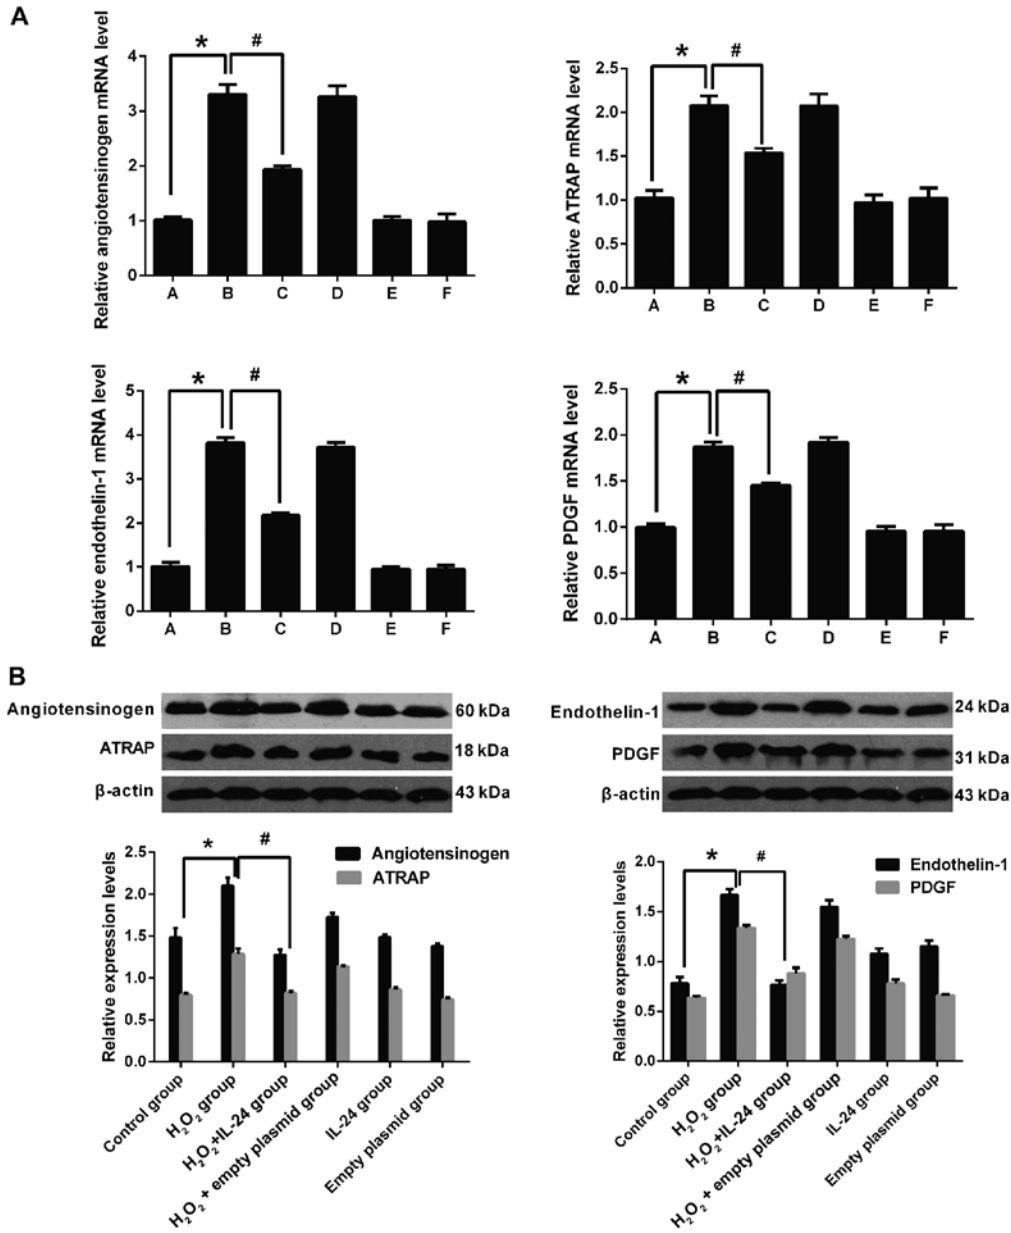 A
Relative angiotensinogen mRNA level
4
3
2
1
0
* #
A B C D E F
Relative ATRAP mRNA level
2.5
2.0
1.5
1.0
0.5
0.0
* #
A B C D E F
Relative endothelin-1 mRNA level
5
4
3
2
1
0
* #
A B C D E F
Relative PDGF mRNA level
2.5
2.0
1.5
1.0
0.5
0.0
* #
A B C D E F
B
Angiotensinogen 60 kDa
ATRAP 18 kDa
β-actin 43 kDa
Endothelin-1 24 kDa
PDGF 31 kDa
β-actin 43 kDa
Relative expression levels
2.5
2.0
1.5
1.0
0.5
0.0
* #
Angiotensinogen
ATRAP
Control group
H₂O₂ group
H₂O₂+IL-24 group
H₂O₂ + empty plasmid group
IL-24 group
Empty plasmid group
Relative expression levels
2.0
1.5
1.0
0.5
0.0
* #
Endothelin-1
PDGF
Control group
H₂O₂ group
H₂O₂+IL-24 group
H₂O₂ + empty plasmid group
IL-24 group
Empty plasmid group